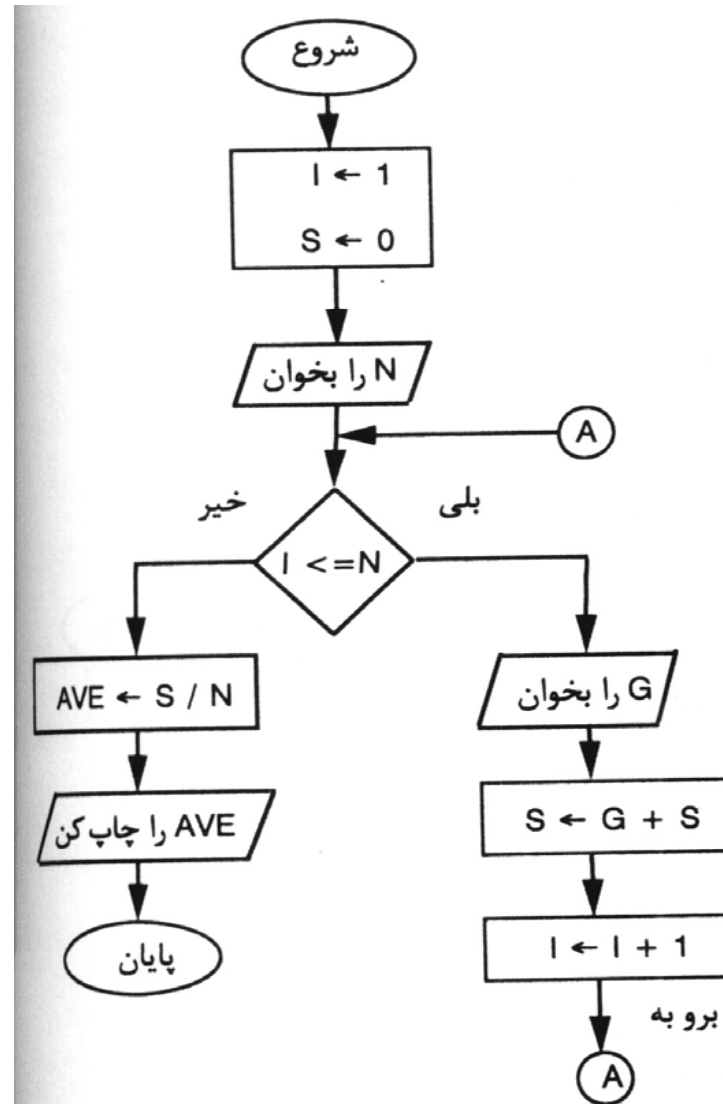 شروع
I ← 1
S ← 0
N را بخوان
A
خیر
بلی
I <=N
AVE ← S / N
AVE را چاپ کن
پایان
G را بخوان
S ← G + S
I ← I + 1
برو به
A